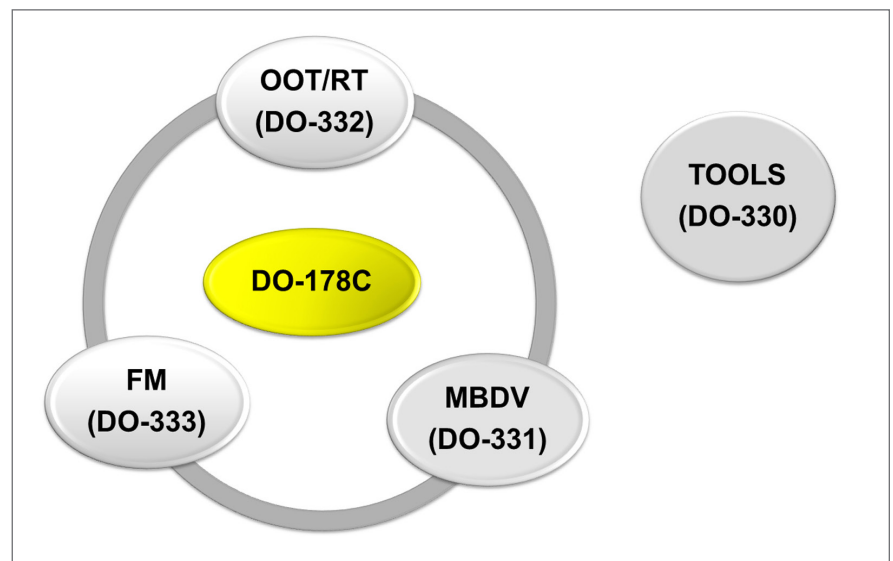 OOT/RT
(DO-332)
TOOLS
(DO-330)
DO-178C
FM
(DO-333)
MBDV
(DO-331)